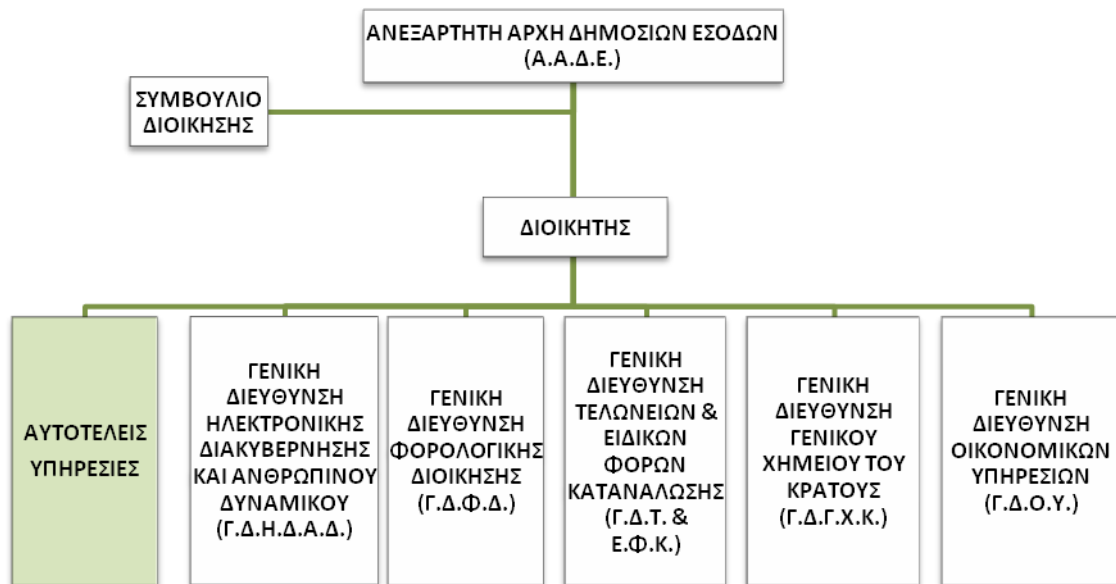 ΑΝΕΞΑΡΤΗΤΗ ΑΡΧΗ ΔΗΜΟΣΙΩΝ ΕΣΟΔΩΝ
(Α.Α.Δ.Ε.)
ΣΥΜΒΟΥΛΙΟ
ΔΙΟΙΚΗΣΗΣ
ΔΙΟΙΚΗΤΗΣ
ΑΥΤΟΤΕΛΕΙΣ
ΥΠΗΡΕΣΙΕΣ
ΓΕΝΙΚΗ
ΔΙΕΥΘΥΝΣΗ
ΗΛΕΚΤΡΟΝΙΚΗΣ
ΔΙΑΚΥΒΕΡΝΗΣΗΣ
ΚΑΙ ΑΝΘΡΩΠΙΝΟΥ
ΔΥΝΑΜΙΚΟΥ
(Γ.Δ.Η.Δ.Α.Δ.)
ΓΕΝΙΚΗ
ΔΙΕΥΘΥΝΣΗ
ΦΟΡΟΛΟΓΙΚΗΣ
ΔΙΟΙΚΗΣΗΣ
(Γ.Δ.Φ.Δ.)
ΓΕΝΙΚΗ
ΔΙΕΥΘΥΝΣΗ
ΤΕΛΩΝΕΙΩΝ &
ΕΙΔΙΚΩΝ
ΦΟΡΩΝ
ΚΑΤΑΝΑΛΩΣΗΣ
(Γ.Δ.Τ. &
Ε.Φ.Κ.)
ΓΕΝΙΚΗ
ΔΙΕΥΘΥΝΣΗ
ΓΕΝΙΚΟΥ
ΧΗΜΕΙΟΥ ΤΟΥ
ΚΡΑΤΟΥΣ
(Γ.Δ.Γ.Χ.Κ.)
ΓΕΝΙΚΗ
ΔΙΕΥΘΥΝΣΗ
ΟΙΚΟΝΟΜΙΚΩΝ
ΥΠΗΡΕΣΙΩΝ
(Γ.Δ.Ο.Υ.)